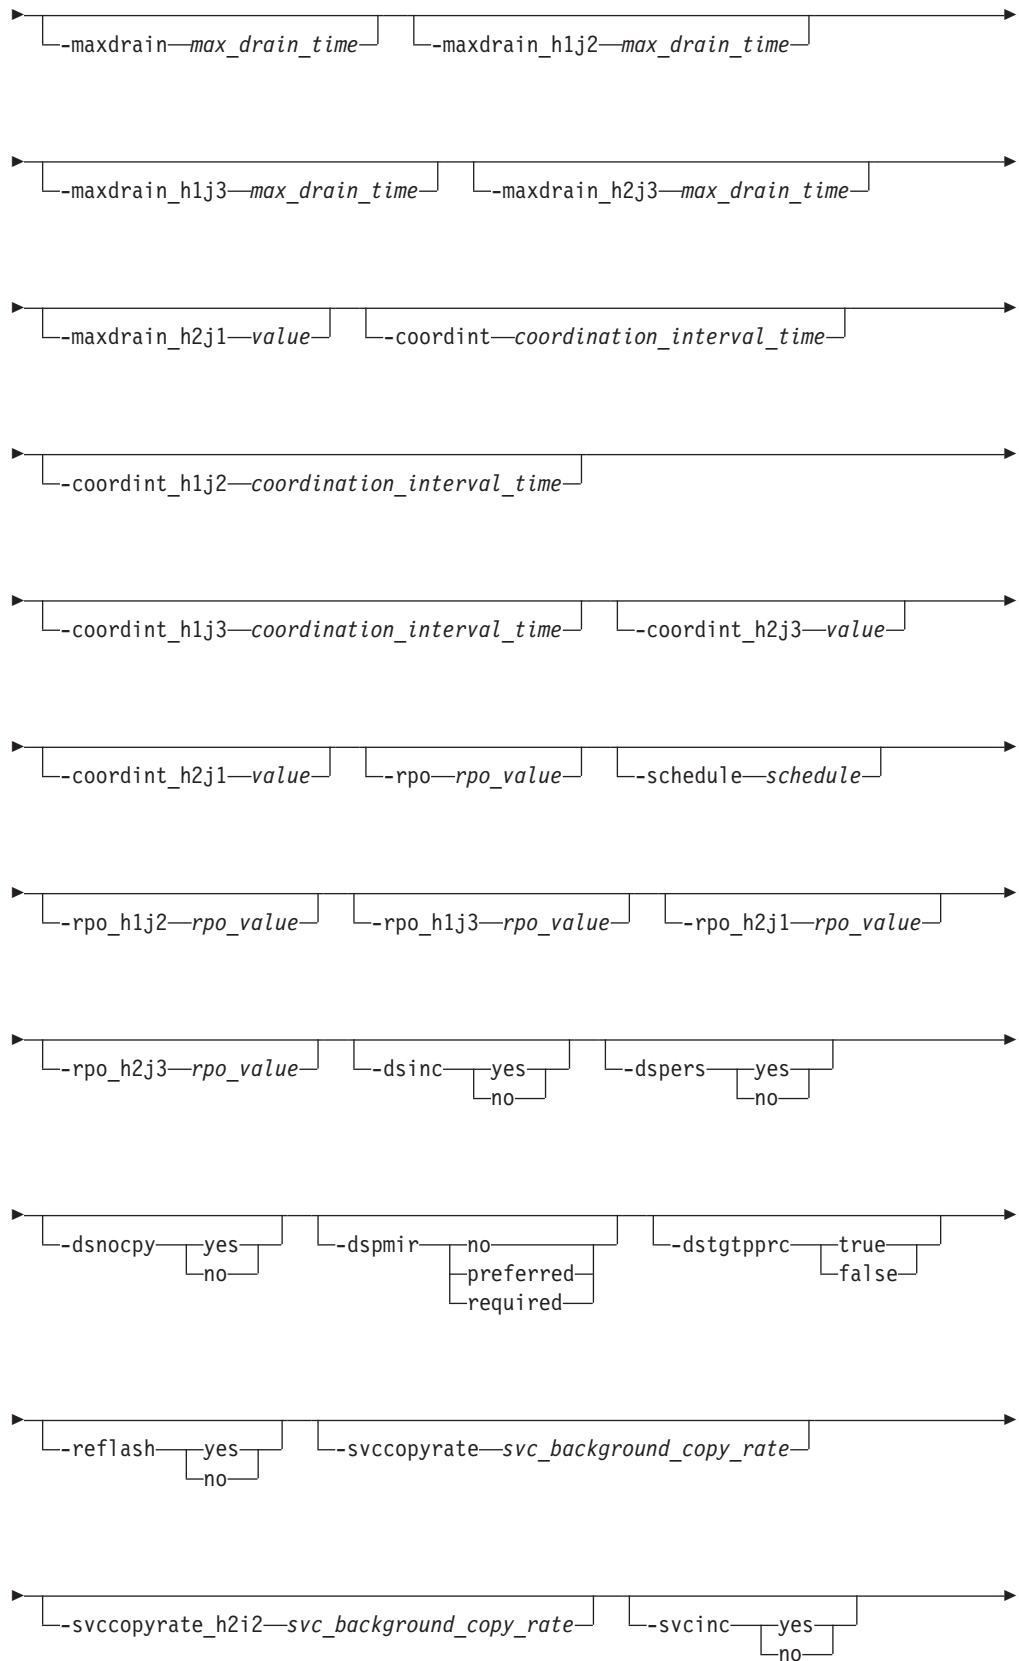 -maxdrain max_drain_time -maxdrain_h1j2 max_drain_time
-maxdrain_h1j3 max_drain_time -maxdrain_h2j3 max_drain_time
-maxdrain_h2j1 value -coordint coordination_interval_time
-coordint_h1j2 coordination_interval_time
-coordint_h1j3 coordination_interval_time -coordint_h2j3 value
-coordint_h2j1 value -rpo rpo_value -schedule schedule
-rpo_h1j2 rpo_value -rpo_h1j3 rpo_value -rpo_h2j1 rpo_value
-rpo_h2j3 rpo_value -dsinc yes -dspers yes
no no
-dsnocpy yes -dspmir no -dstgtpprc true
no preferred false
required
-reflash yes -svccopyrate svc_background_copy_rate
no
-svccopyrate_h2i2 svc_background_copy_rate -svcinc yes
no